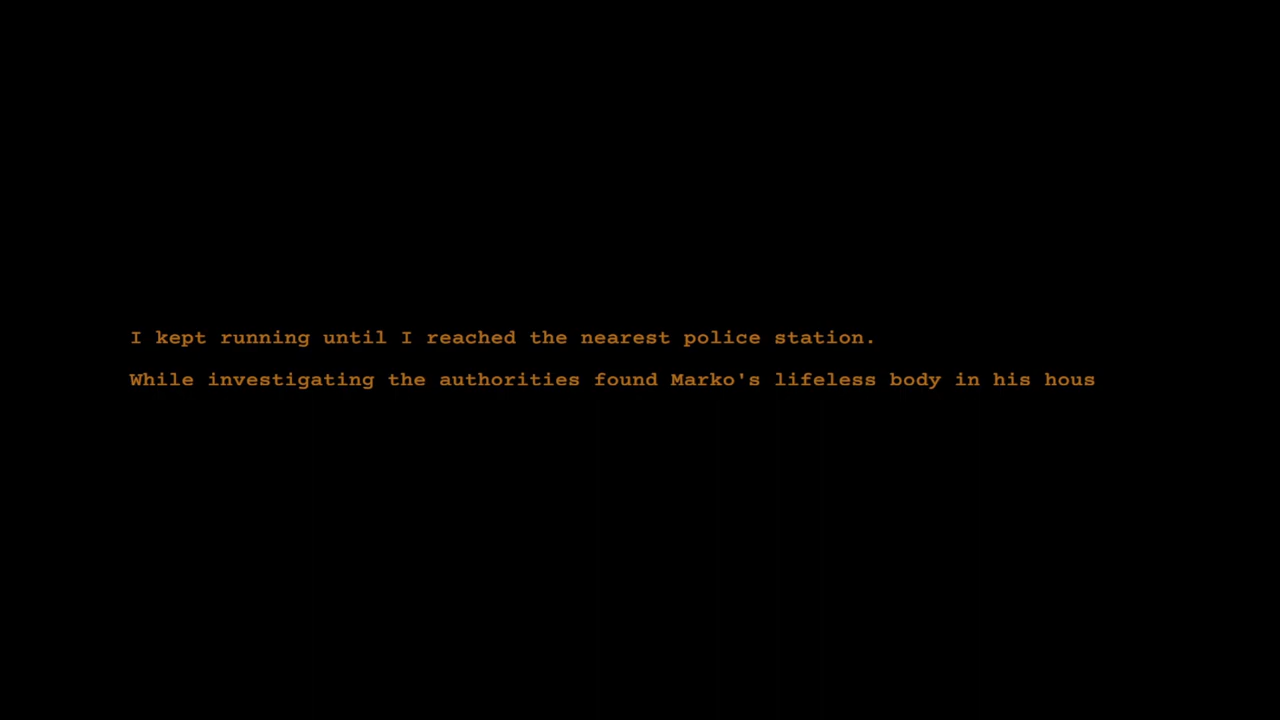 I kept running until I reached the nearest police station.
While investigating the authorities found Marko's lifeless body in his hous